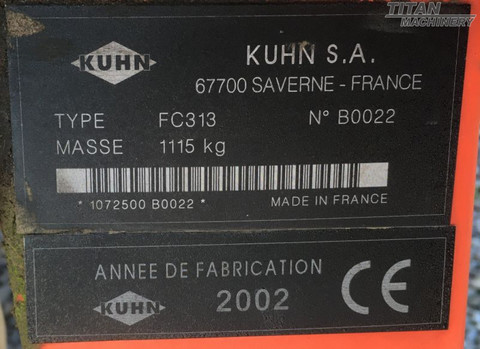 TITAN
MACHINERY
KUHN
KUHN S.A.
67700 SAVERNE - FRANCE
TYPE FC313 N° B0022
MASSE 1115 kg
* 1072500 B0022 * MADE IN FRANCE
ANNEE DE FABRICATION
KUHN 2002 CE